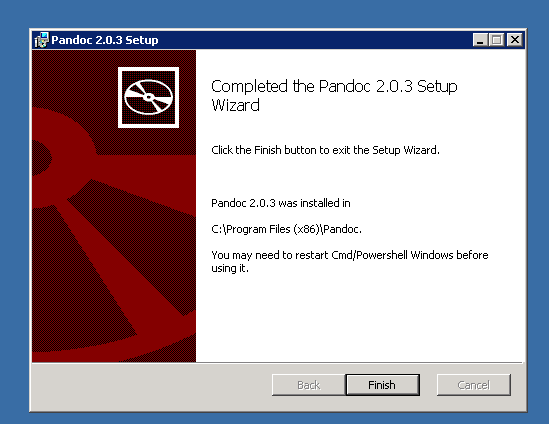 Pandoc 2.0.3 Setup
Completed the Pandoc 2.0.3 Setup
Wizard
Click the Finish button to exit the Setup Wizard.
Pandoc 2.0.3 was installed in
C:\Program Files (x86)\Pandoc.
You may need to restart Cmd/Powershell Windows before
using it.
Back Finish Cancel